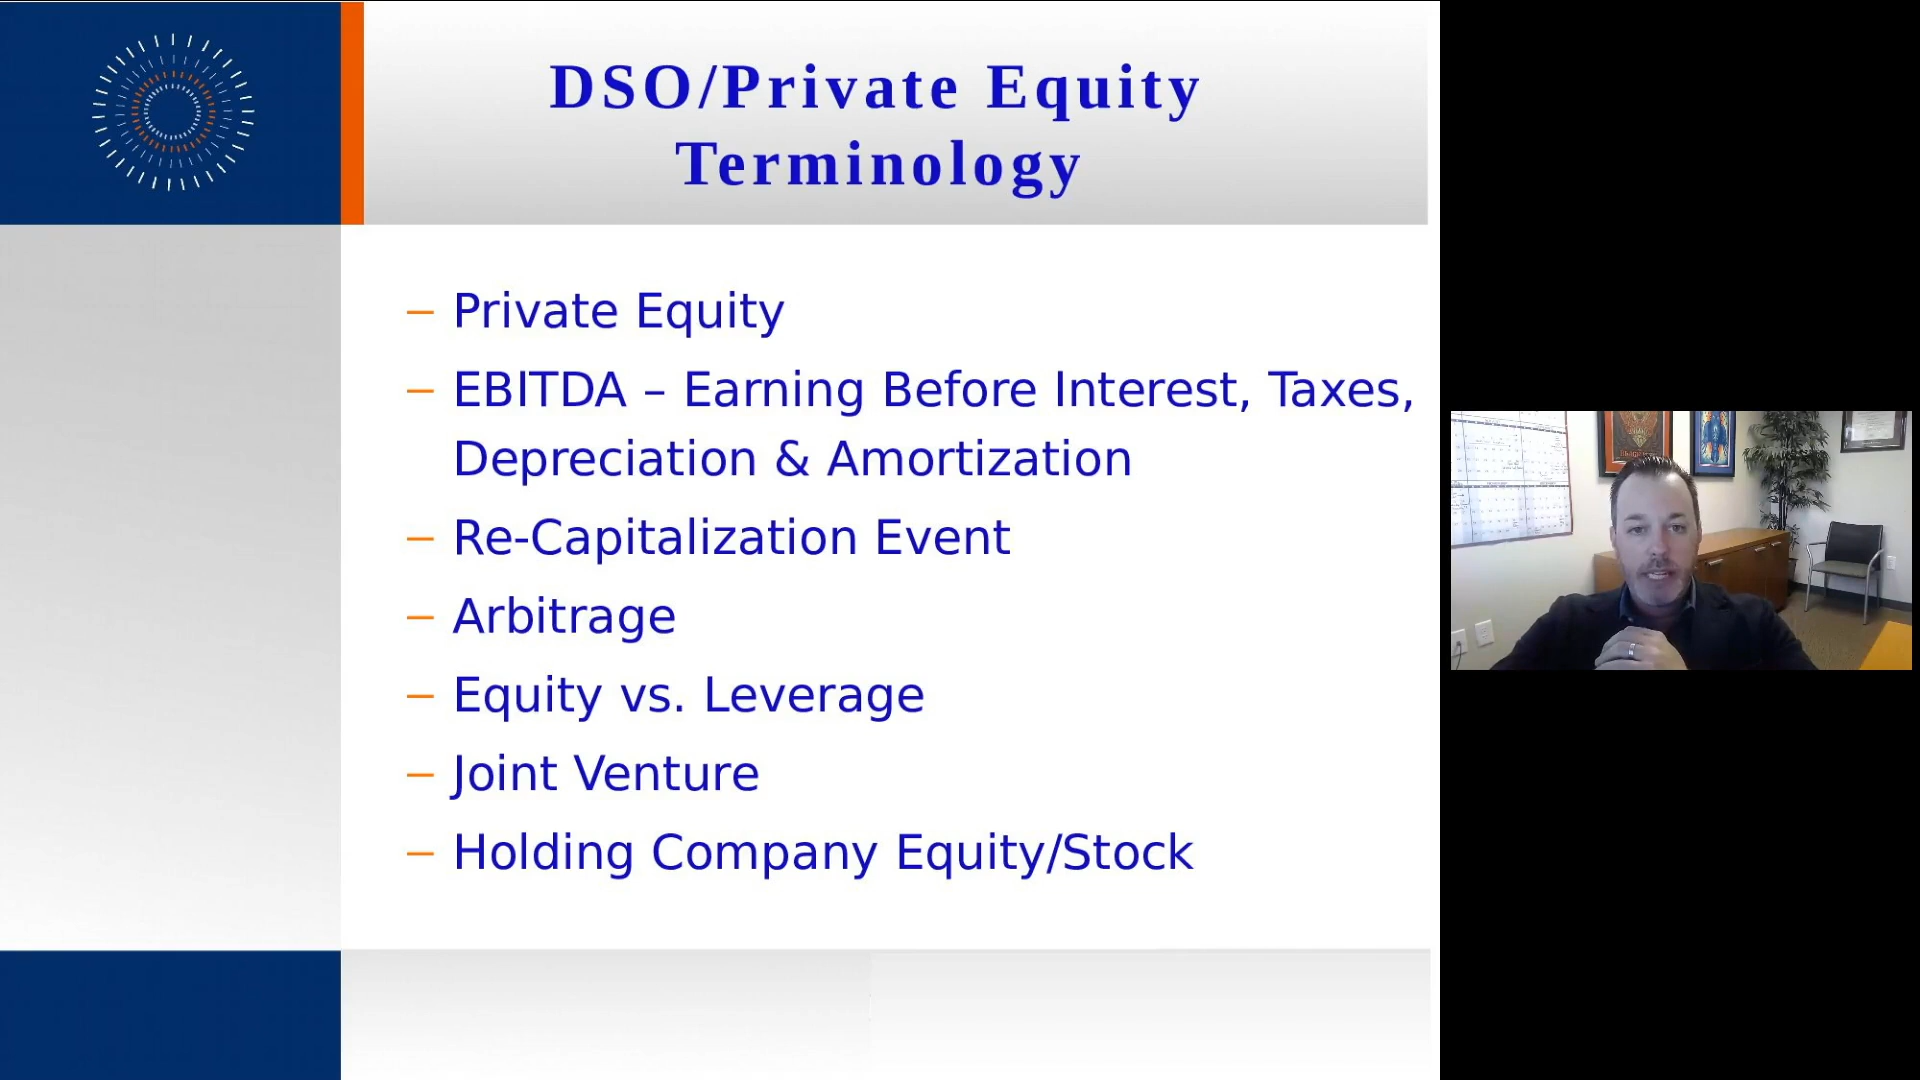 DSO/Private Equity
Terminology
– Private Equity
– EBITDA – Earning Before Interest, Taxes,
Depreciation & Amortization
– Re-Capitalization Event
– Arbitrage
– Equity vs. Leverage
– Joint Venture
– Holding Company Equity/Stock